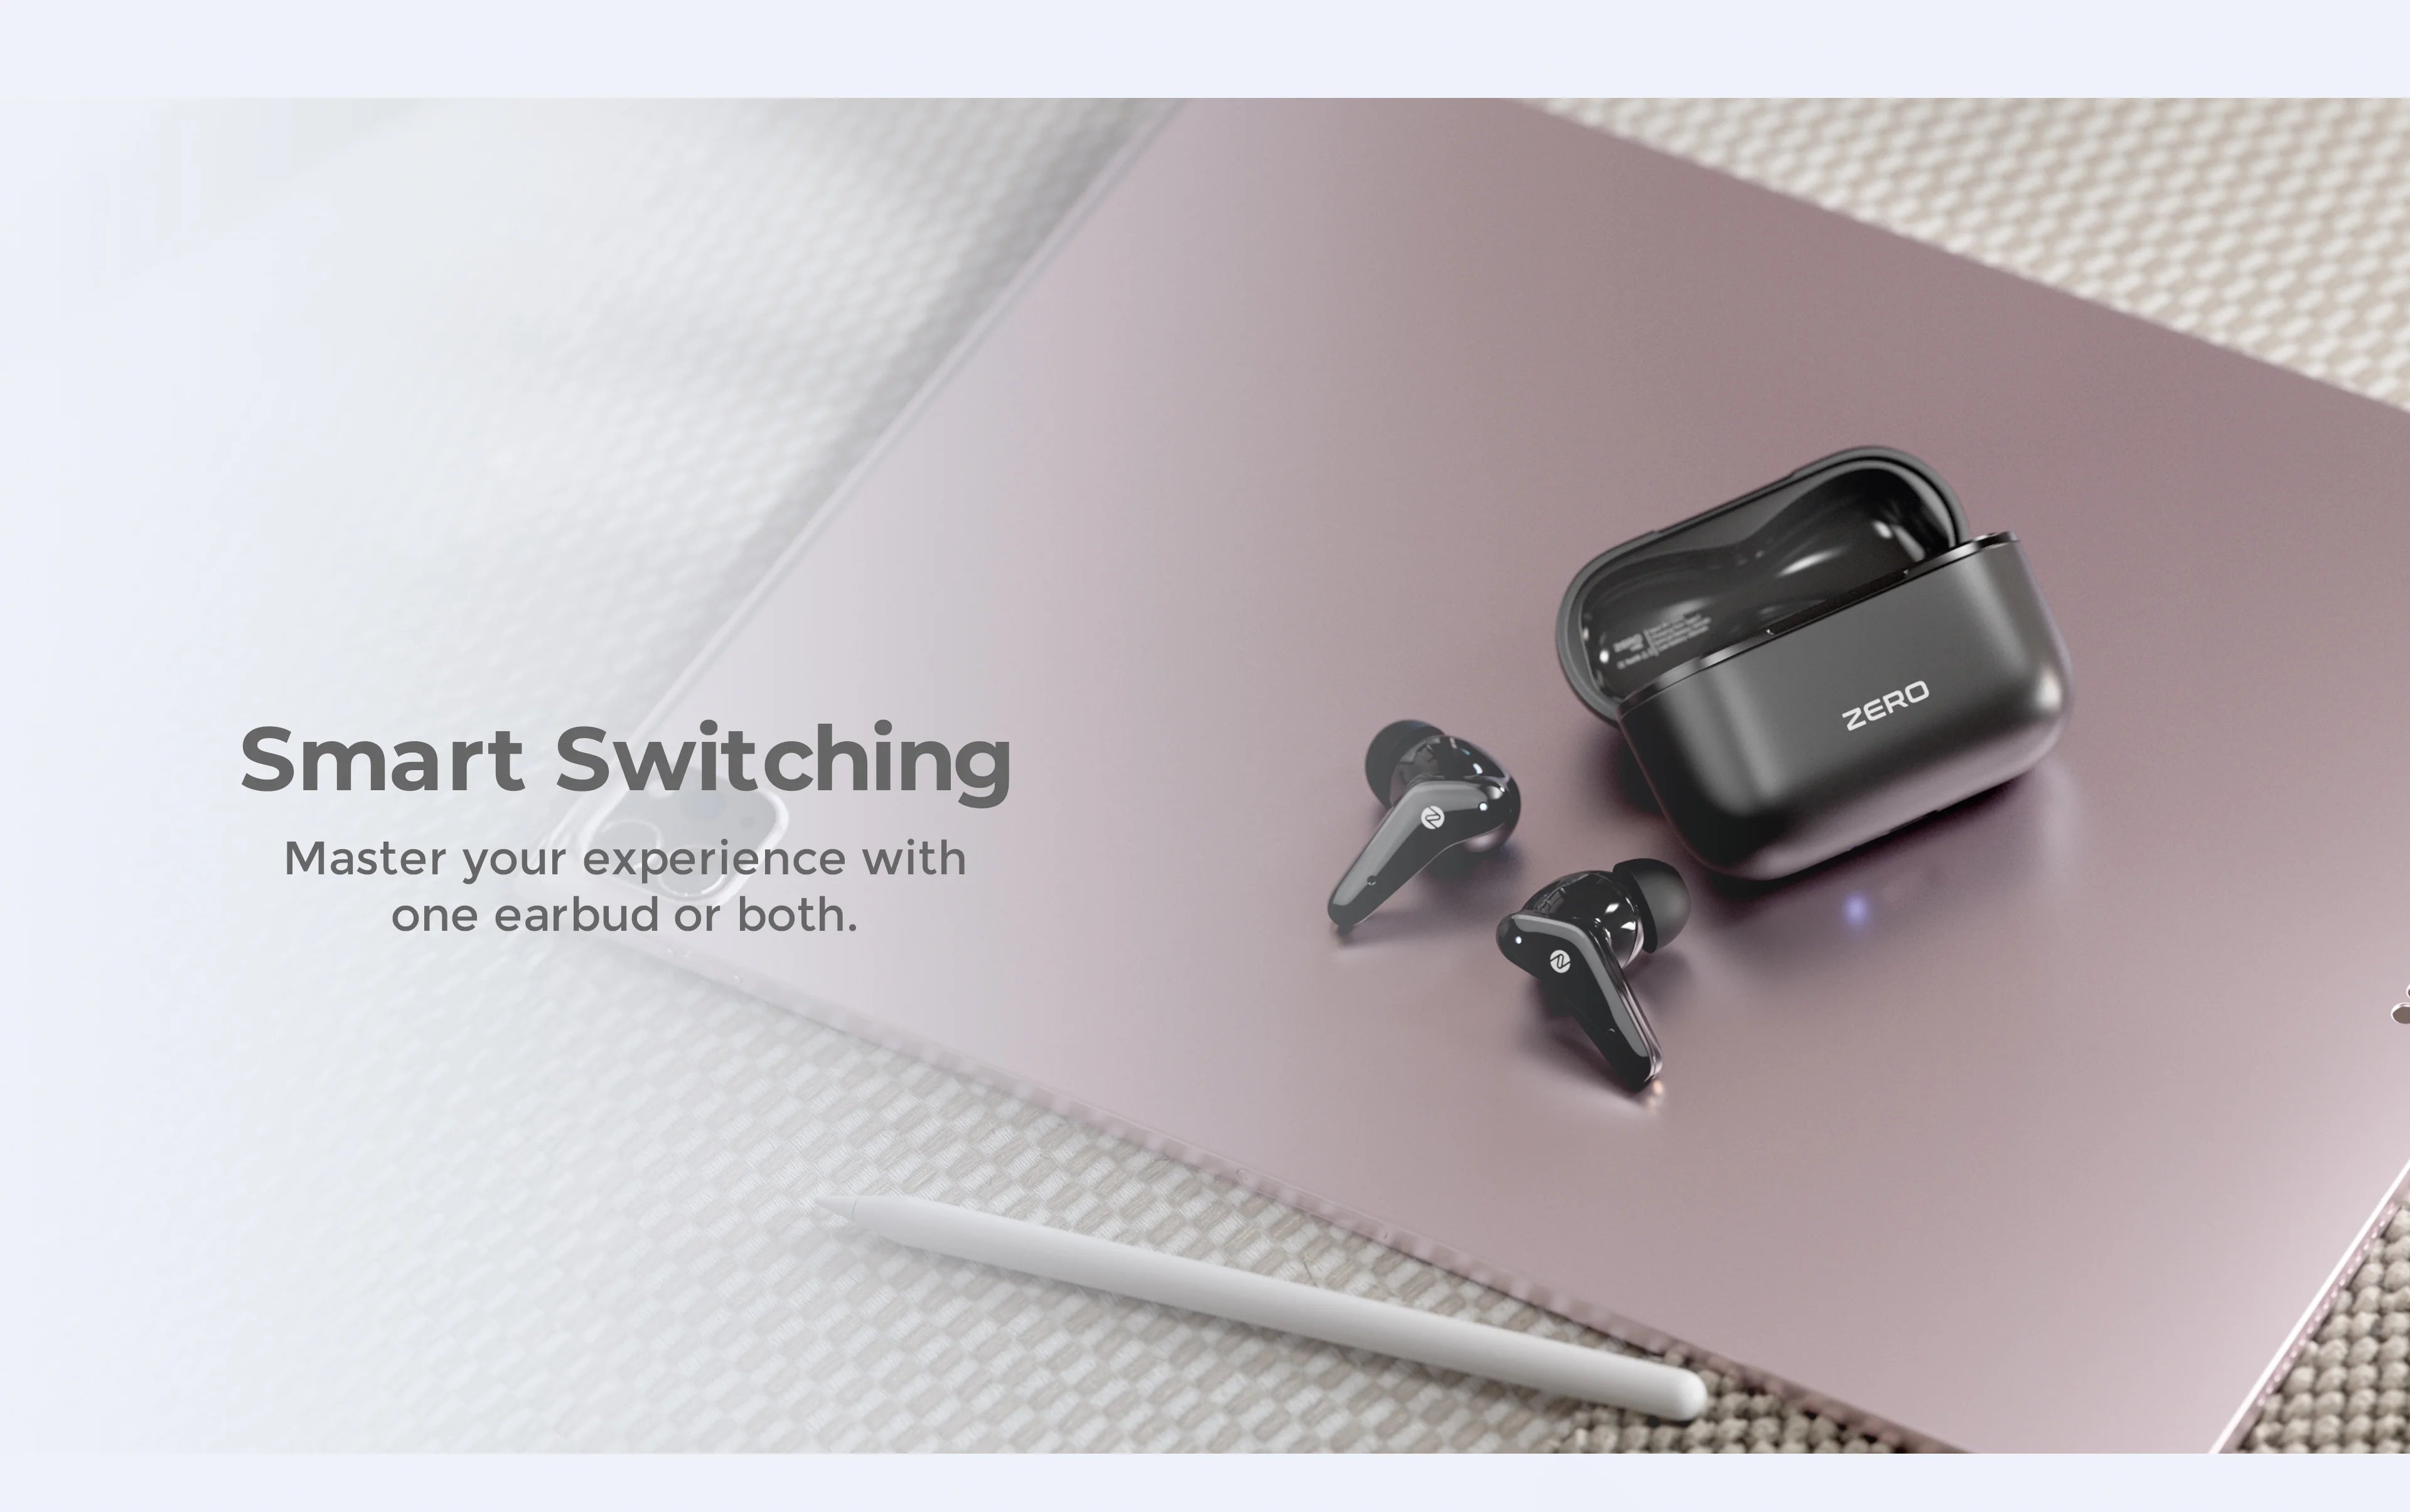 Smart Switching
Master your experience with
one earbud or both.
ZERO